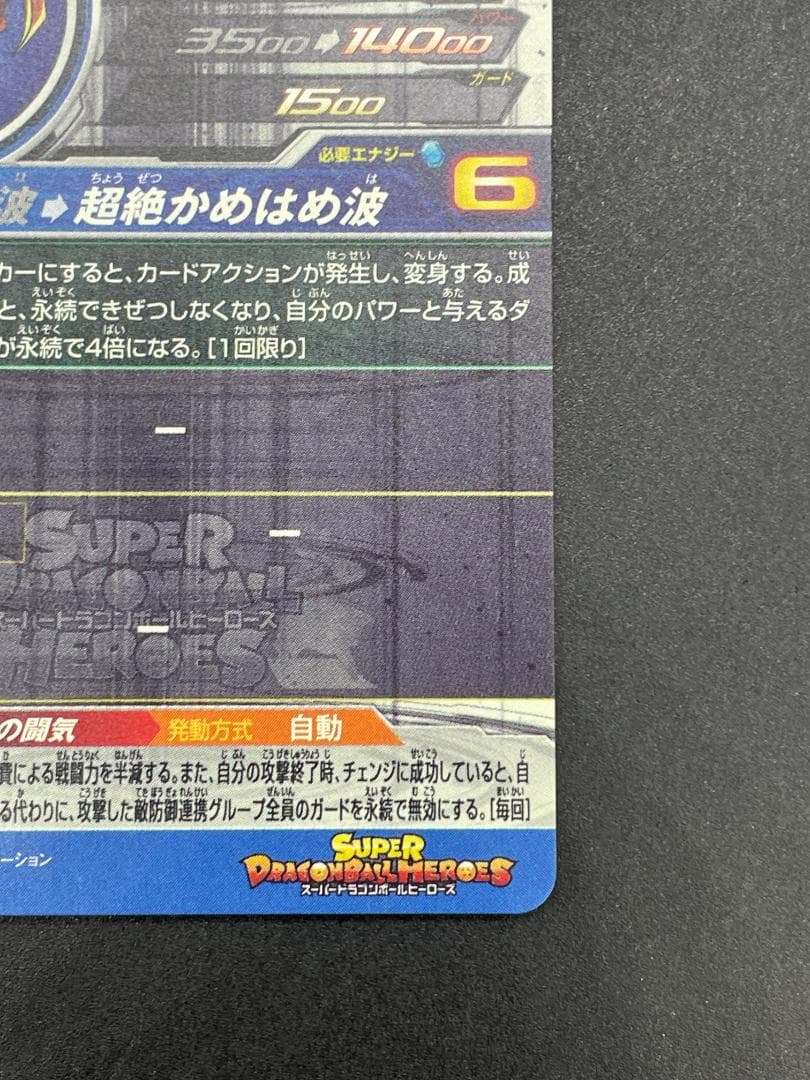 パワー
3500→14000
ガード
1500
必要エナジー 6
波→超絶かめはめ波
カーにすると、カードアクションが発生し、変身する。成
と、永続できぜつしなくなり、自分のパワーと与えるダ
が永続で4倍になる。[1回限り]
ー
ー
ー
SUPER
DRAGONBALL
スーパードラゴンボールヒーローズ
HEROES
の闘気 発動方式 自動
費による戦闘力を半減する。また、自分の攻撃終了時、チェンジに成功していると、自
る代わりに、攻撃した敵防御連携グループ全員のガードを永続で無効にする。[毎回]
ーション
SUPER
DRAGONBALL HEROES
スーパードラゴンボールヒーローズ